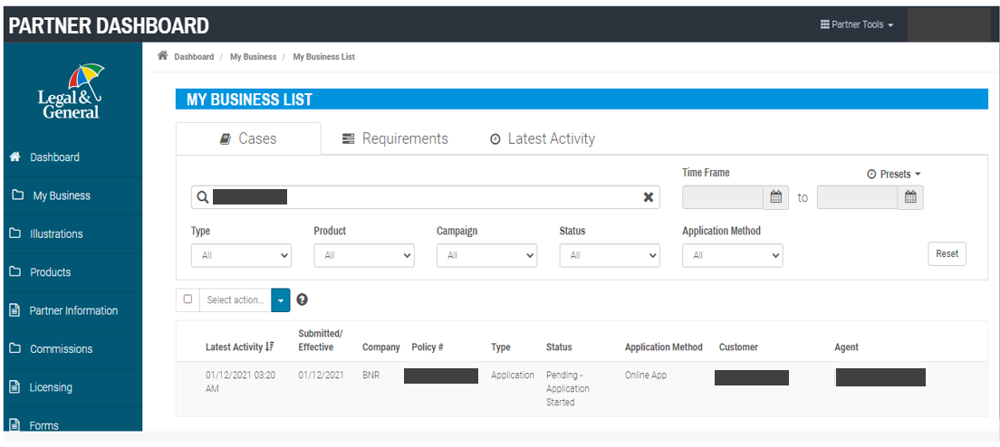 PARTNER DASHBOARD
Partner Tools
Legal&
General
Dashboard
My Business
Illustrations
Products
Partner Information
Commissions
Licensing
Forms
Dashboard / My Business / My Business List
MY BUSINESS LIST
Cases Requirements Latest Activity
Time Frame Presets
to
Type Product Campaign Status Application Method
All All All All All Reset
Select action...
Submitted/
Latest Activity Effective Company Policy # Type Status Application Method Customer Agent
01/12/2021 03:20 01/12/2021 BNR Application Pending - Online App
AM Application
Started